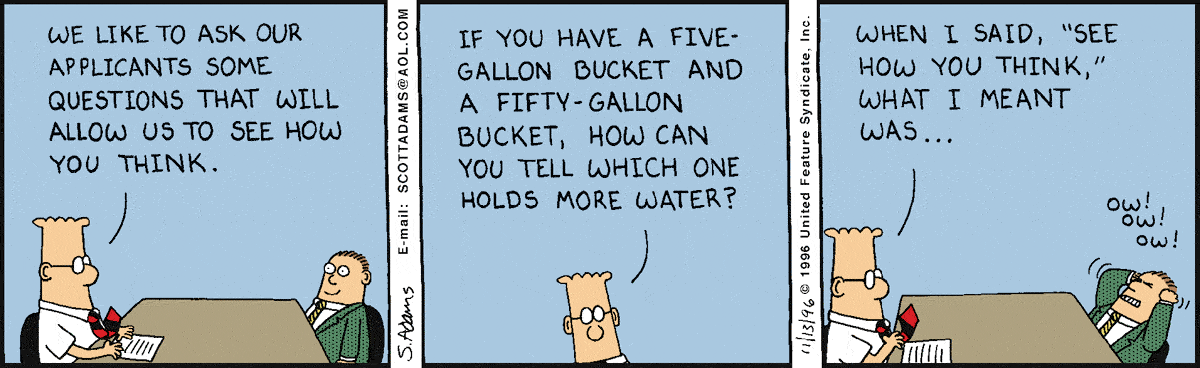 WE LIKE TO ASK OUR
APPLICANTS SOME
QUESTIONS THAT WILL
ALLOW US TO SEE HOW
YOU THINK.
S. Adams E-mail: SCOTTADAMS@AOL.COM
IF YOU HAVE A FIVE-
GALLON BUCKET AND
A FIFTY-GALLON
BUCKET, HOW CAN
YOU TELL WHICH ONE
HOLDS MORE WATER?
11/13/96 © 1996 United Feature Syndicate, Inc.
WHEN I SAID, "SEE
HOW YOU THINK,"
WHAT I MEANT
WAS...
OW!
OW!
OW!